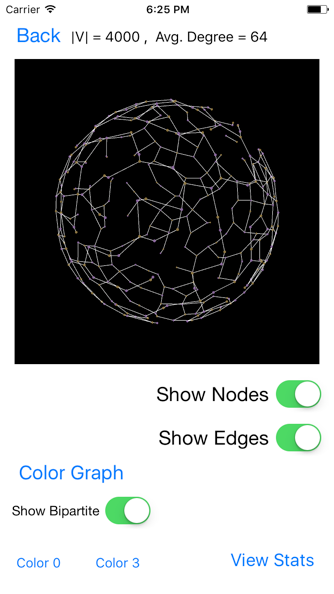 Carrier 6:25 PM
Back |V| = 4000 , Avg. Degree = 64
Show Nodes
Show Edges
Color Graph
Show Bipartite
Color 0 Color 3 View Stats